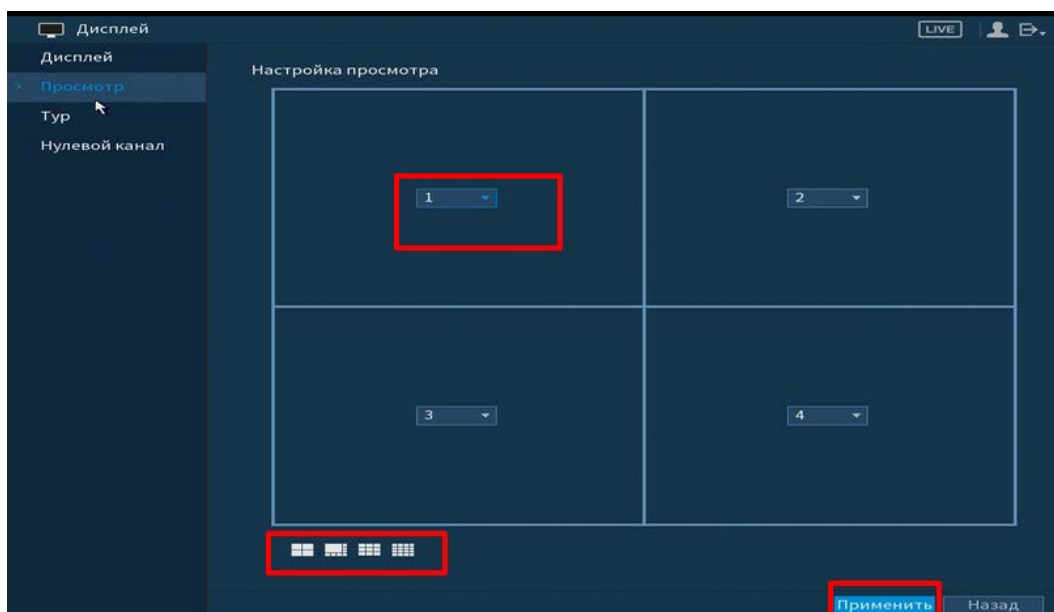 Дисплей
LIVE
Дисплей
Просмотр
Тур
Нулевой канал
Настройка просмотра
1
2
3
4
Применить
Назад